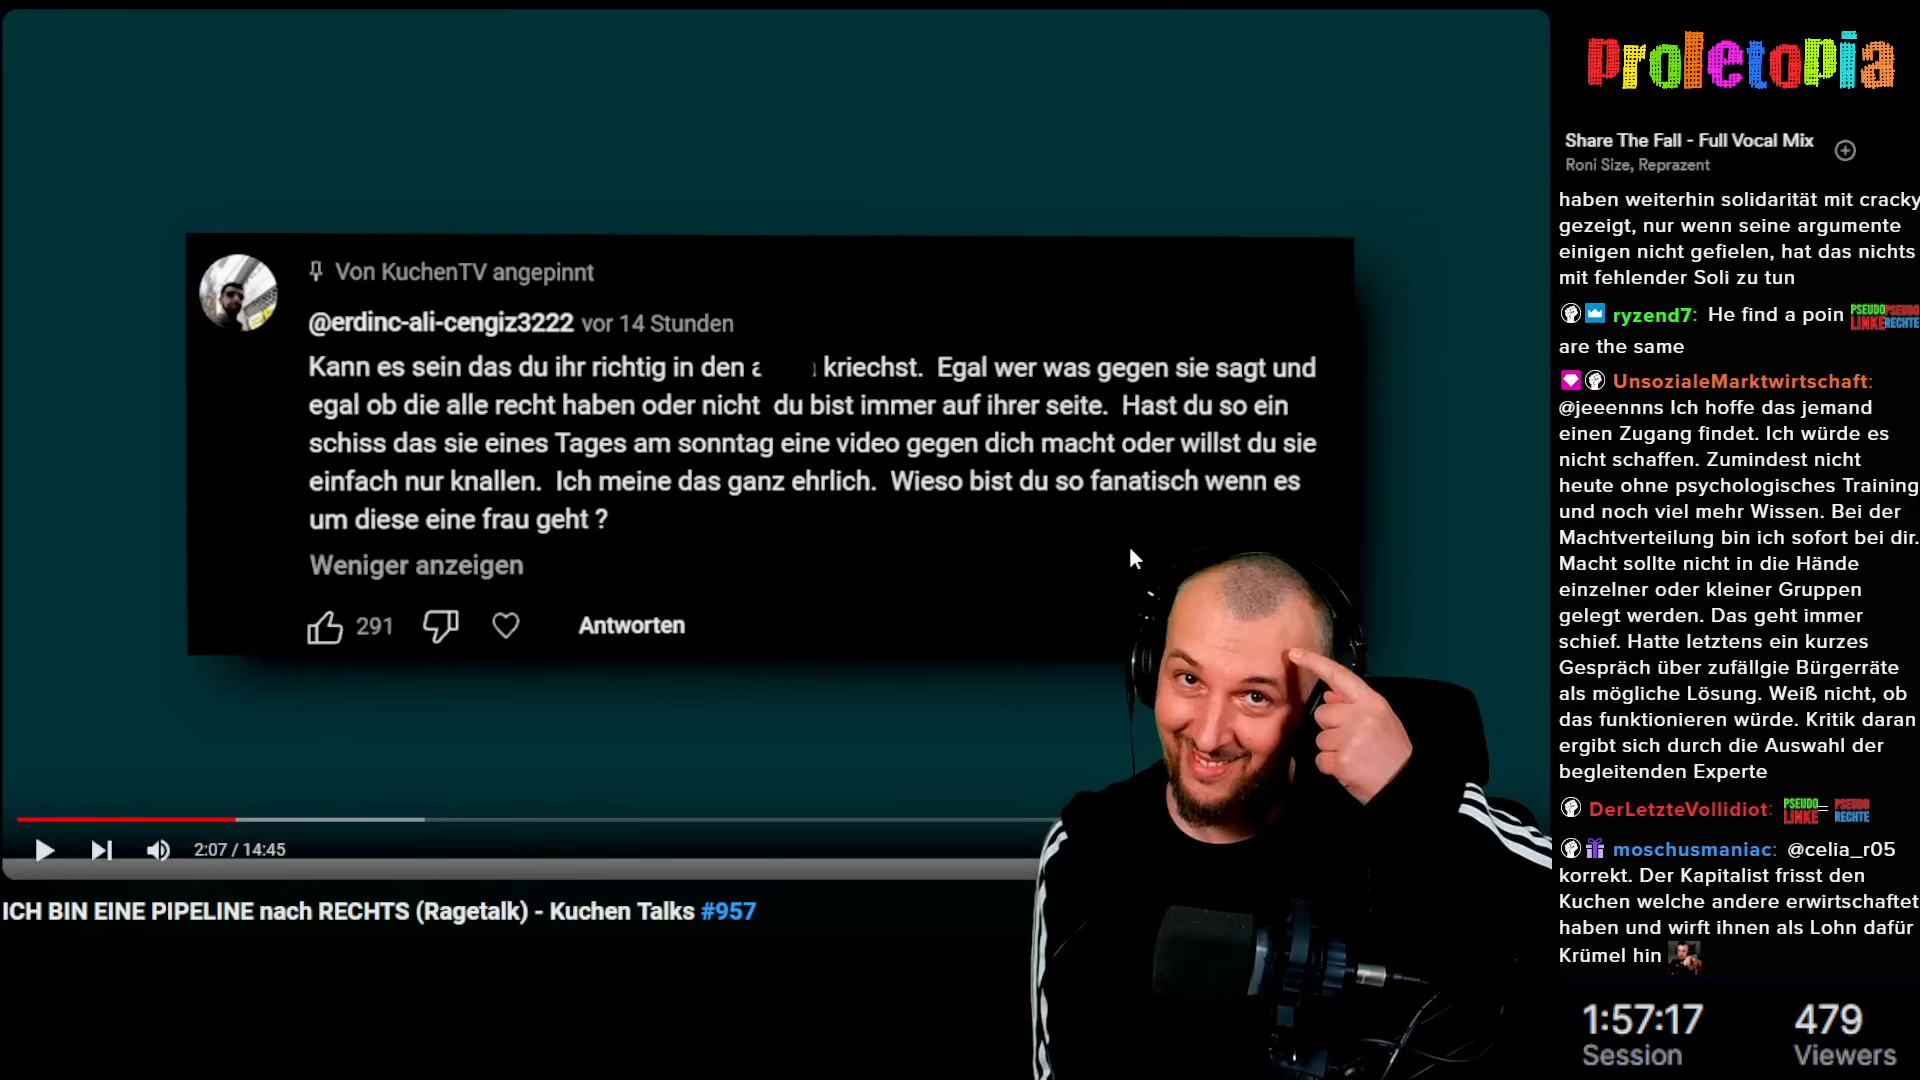 Von KuchenTV angepinnt
@erdinc-ali-cengiz3222 vor 14 Stunden
Kann es sein das du ihr richtig in den a kriechst. Egal wer was gegen sie sagt und
egal ob die alle recht haben oder nicht du bist immer auf ihrer seite. Hast du so ein
schiss das sie eines Tages am sonntag eine video gegen dich macht oder willst du sie
einfach nur knallen. Ich meine das ganz ehrlich. Wieso bist du so fanatisch wenn es
um diese eine frau geht ?
Weniger anzeigen
291 Antworten
2:07 / 14:45
ICH BIN EINE PIPELINE nach RECHTS (Ragetalk) - Kuchen Talks #957
proletopia
Share The Fall - Full Vocal Mix
Roni Size, Reprazent
haben weiterhin solidarität mit cracky
gezeigt, nur wenn seine argumente
einigen nicht gefielen, hat das nichts
mit fehlender Soli zu tun
ryzend7: He find a poin PSEUDO LINKE PSEUDO RECHTE
are the same
UnsozialeMarktwirtschaft:
@jeeennns Ich hoffe das jemand
einen Zugang findet. Ich würde es
nicht schaffen. Zumindest nicht
heute ohne psychologisches Training
und noch viel mehr Wissen. Bei der
Machtverteilung bin ich sofort bei dir.
Macht sollte nicht in die Hände
einzelner oder kleiner Gruppen
gelegt werden. Das geht immer
schief. Hatte letztens ein kurzes
Gespräch über zufällgie Bürgerräte
als mögliche Lösung. Weiß nicht, ob
das funktionieren würde. Kritik daran
ergibt sich durch die Auswahl der
begleitenden Experte
DerLetzteVollidiot: PSEUDO LINKE = PSEUDO RECHTE
moschusmaniac: @celia_r05
korrekt. Der Kapitalist frisst den
Kuchen welche andere erwirtschaftet
haben und wirft ihnen als Lohn dafür
Krümel hin
1:57:17 479
Session Viewers